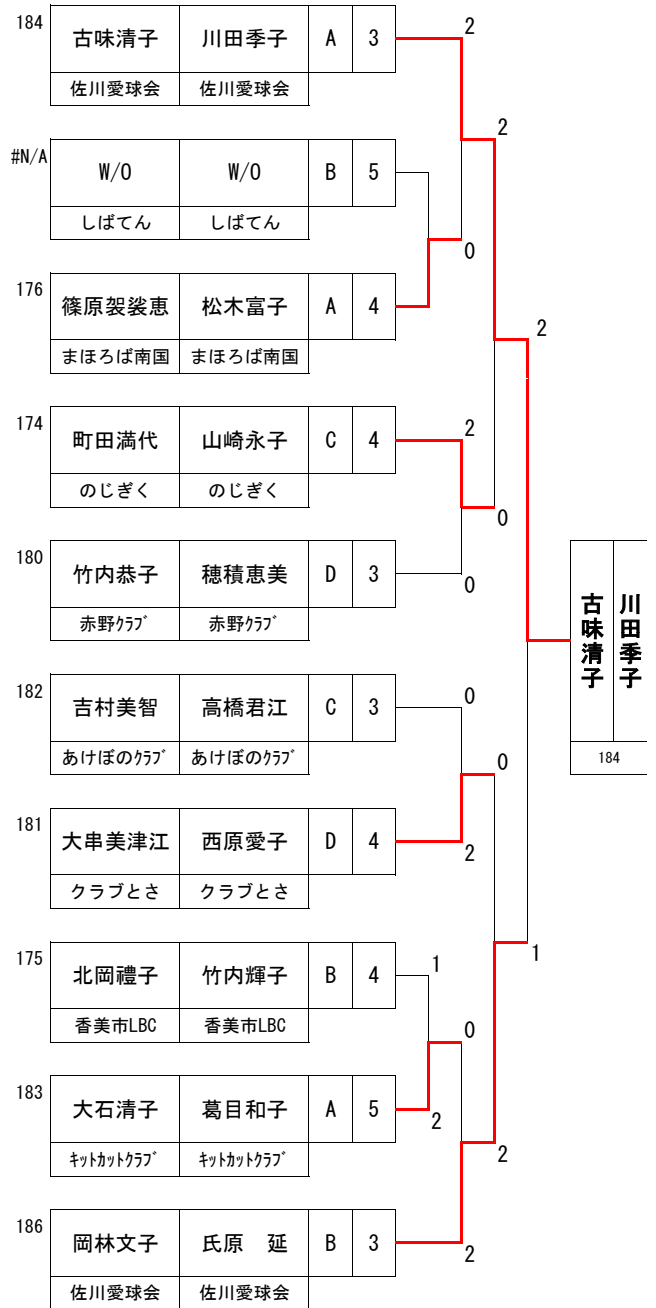 184
古味清子 川田季子 A 3
佐川愛球会 佐川愛球会
2
2
#N/A
W/O W/O B 5
しばてん しばてん
0
176
篠原袈裟恵 松木富子 A 4
まほろば南国 まほろば南国
2
174
町田満代 山崎永子 C 4
のじぎく のじぎく
2
0
180
竹内恭子 穂積恵美 D 3
赤野ｸﾗﾌﾞ 赤野ｸﾗﾌﾞ
0
古味清子 川田季子
184
182
吉村美智 高橋君江 C 3
あけぼのｸﾗﾌﾞ あけぼのｸﾗﾌﾞ
0
0
181
大串美津江 西原愛子 D 4
クラブとさ クラブとさ
2
175
北岡禮子 竹内輝子 B 4
香美市LBC 香美市LBC
1
0
1
183
大石清子 葛目和子 A 5
ｷｯﾄｶｯﾄｸﾗﾌﾞ ｷｯﾄｶｯﾄｸﾗﾌﾞ
2
2
186
岡林文子 氏原　延 B 3
佐川愛球会 佐川愛球会
2